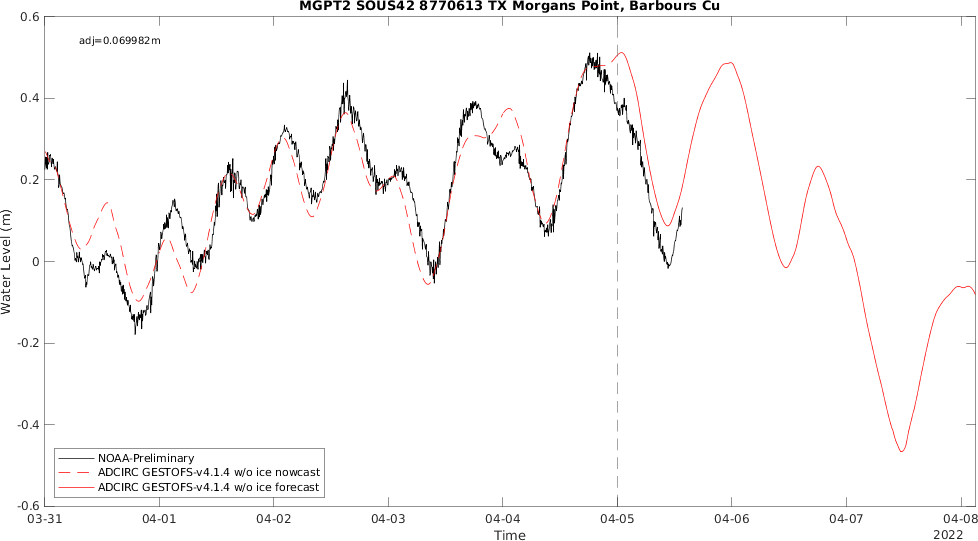 MGPT2 SOUS42 8770613 TX Morgans Point, Barbours Cu
adj=0.069982m
0.6
0.4
0.2
0
-0.2
-0.4
-0.6
Water Level (m)
NOAA-Preliminary
ADCIRC GESTOFS-v4.1.4 w/o ice nowcast
ADCIRC GESTOFS-v4.1.4 w/o ice forecast
03-31 04-01 04-02 04-03 04-04 04-05 04-06 04-07 04-08
2022
Time